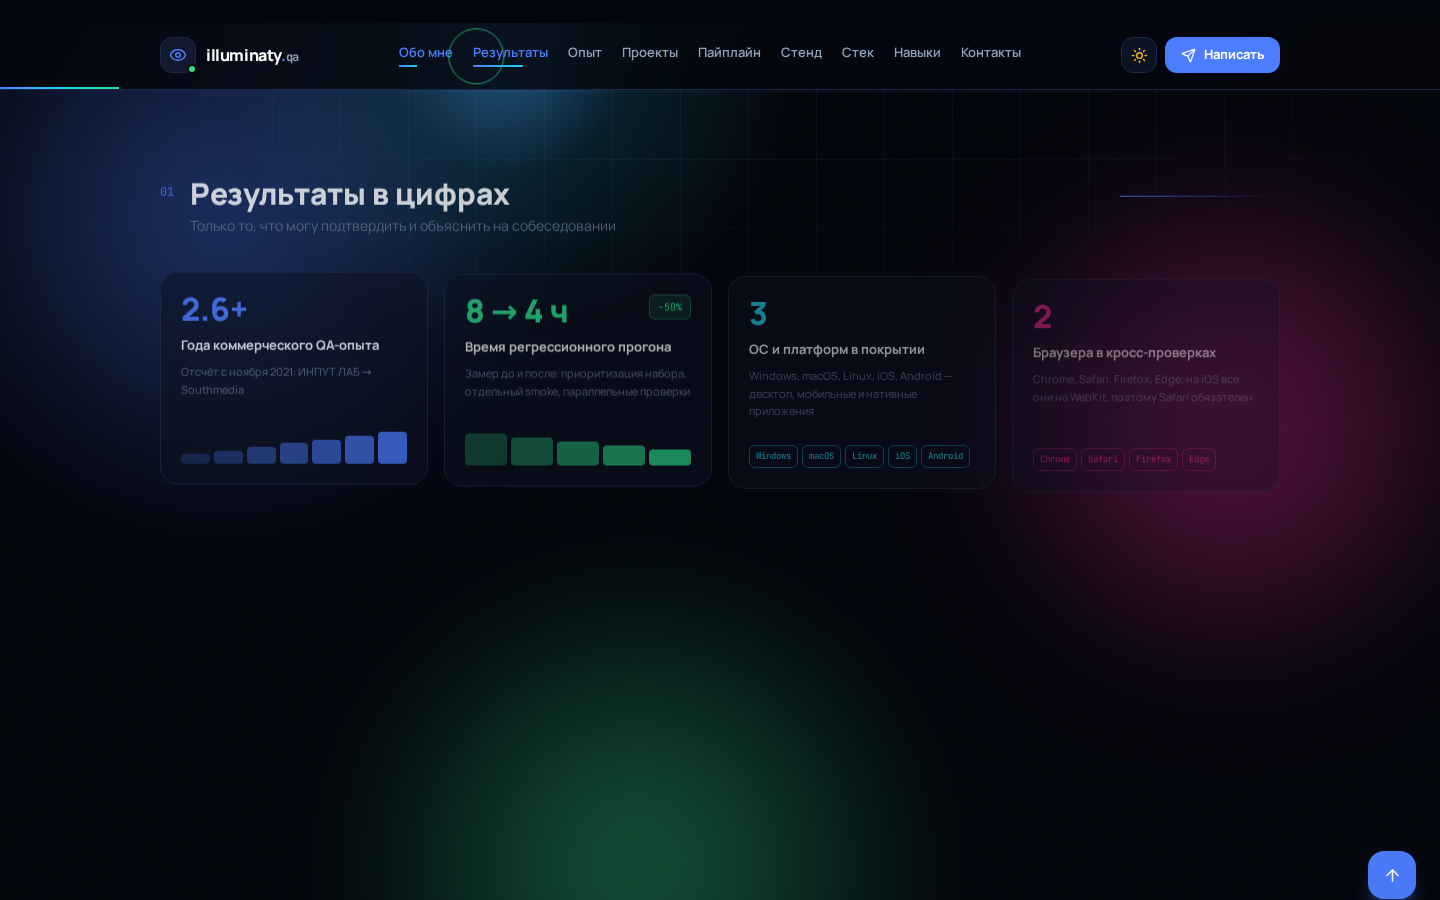 illuminaty.qa
Обо мне
Результаты
Опыт
Проекты
Пайплайн
Стенд
Стек
Навыки
Контакты
Написать
01
Результаты в цифрах
Только то, что могу подтвердить и объяснить на собеседовании
2.6+
Года коммерческого QA-опыта
Отсчёт с ноября 2021: ИНПУТ ЛАБ →
Southmedia
8 → 4 ч
-50%
Время регрессионного прогона
Замер до и после: приоритизация набора,
отдельный smoke, параллельные проверки
3
ОС и платформ в покрытии
Windows, macOS, Linux, iOS, Android —
десктоп, мобильные и нативные
приложения
Windows
macOS
Linux
iOS
Android
2
Браузера в кросс-проверках
Chrome, Safari, Firefox, Edge; на iOS все
они на WebKit, поэтому Safari обязателен
Chrome
Safari
Firefox
Edge